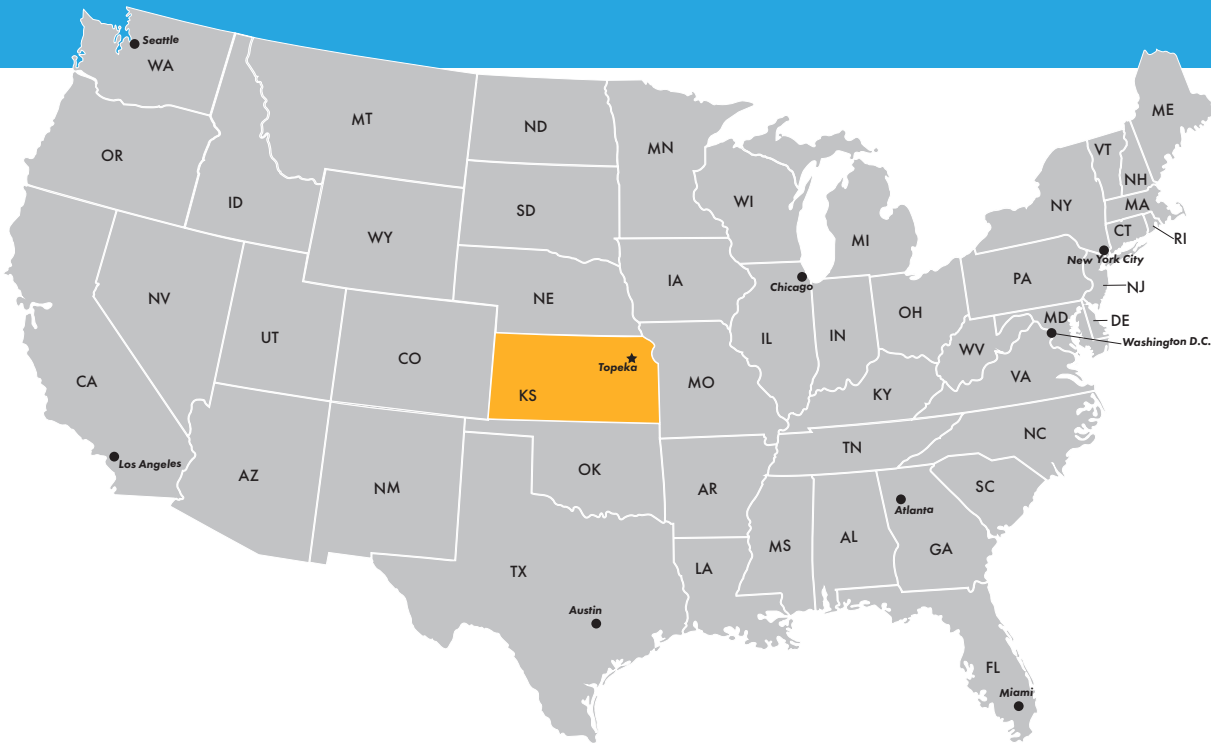 Seattle
WA
MT
ND
MN
ME
OR
ID
WY
SD
WI
MI
NY
VT
NH
MA
CT
RI
New York City
NV
UT
CO
NE
IA
Chicago
IL
IN
OH
PA
NJ
MD
DE
Washington D.C.
WV
VA
CA
Topeka
KS
MO
KY
Los Angeles
AZ
NM
OK
AR
TN
NC
SC
Atlanta
TX
LA
MS
AL
GA
Austin
FL
Miami